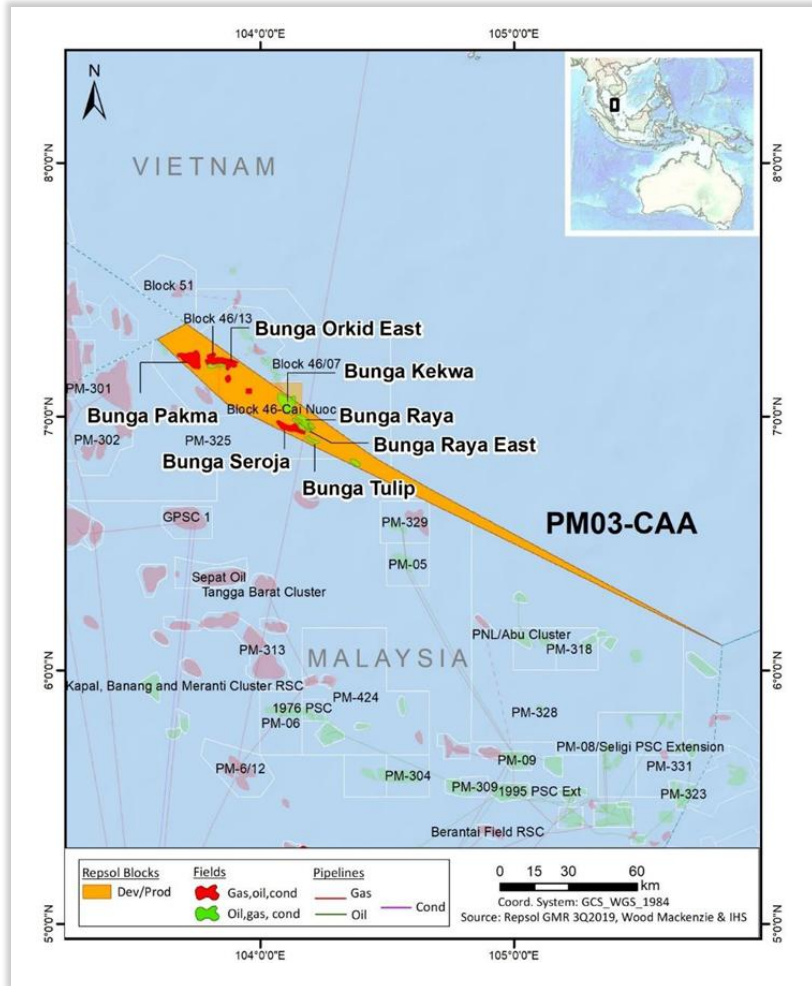 104°0'0"E
105°0'0"E
N
VIETNAM
8°0'0"N
8°0'0"N
Block 51
Block 46/13
Bunga Orkid East
Block 46/07
Bunga Kekwa
PM-301
7°0'0"N
7°0'0"N
Bunga Pakma
Block 46-Cai Nuoc
Bunga Raya
PM-302
PM-325
Bunga Raya East
Bunga Seroja
Bunga Tulip
GPSC 1
PM-329
PM03-CAA
PM-05
Sepat Oil
Tangga Barat Cluster
PNL/Abu Cluster
PM-313
MALAYSIA
PM-318
6°0'0"N
6°0'0"N
Kapal, Banang and Meranti Cluster RSC
PM-424
1976 PSC
PM-06
PM-328
PM-08/Seligi PSC Extension
PM-6/12
PM-09
PM-331
PM-304
PM-309
1995 PSC Ext
PM-323
Berantai Field RSC
Repsol Blocks
Dev/Prod
Fields
Gas,oil,cond
Oil,gas, cond
Pipelines
Gas
Oil
Cond
0 15 30 60
km
Coord. System: GCS_WGS_1984
Source: Repsol GMR 3Q2019, Wood Mackenzie & IHS
5°0'0"N
5°0'0"N
104°0'0"E
105°0'0"E